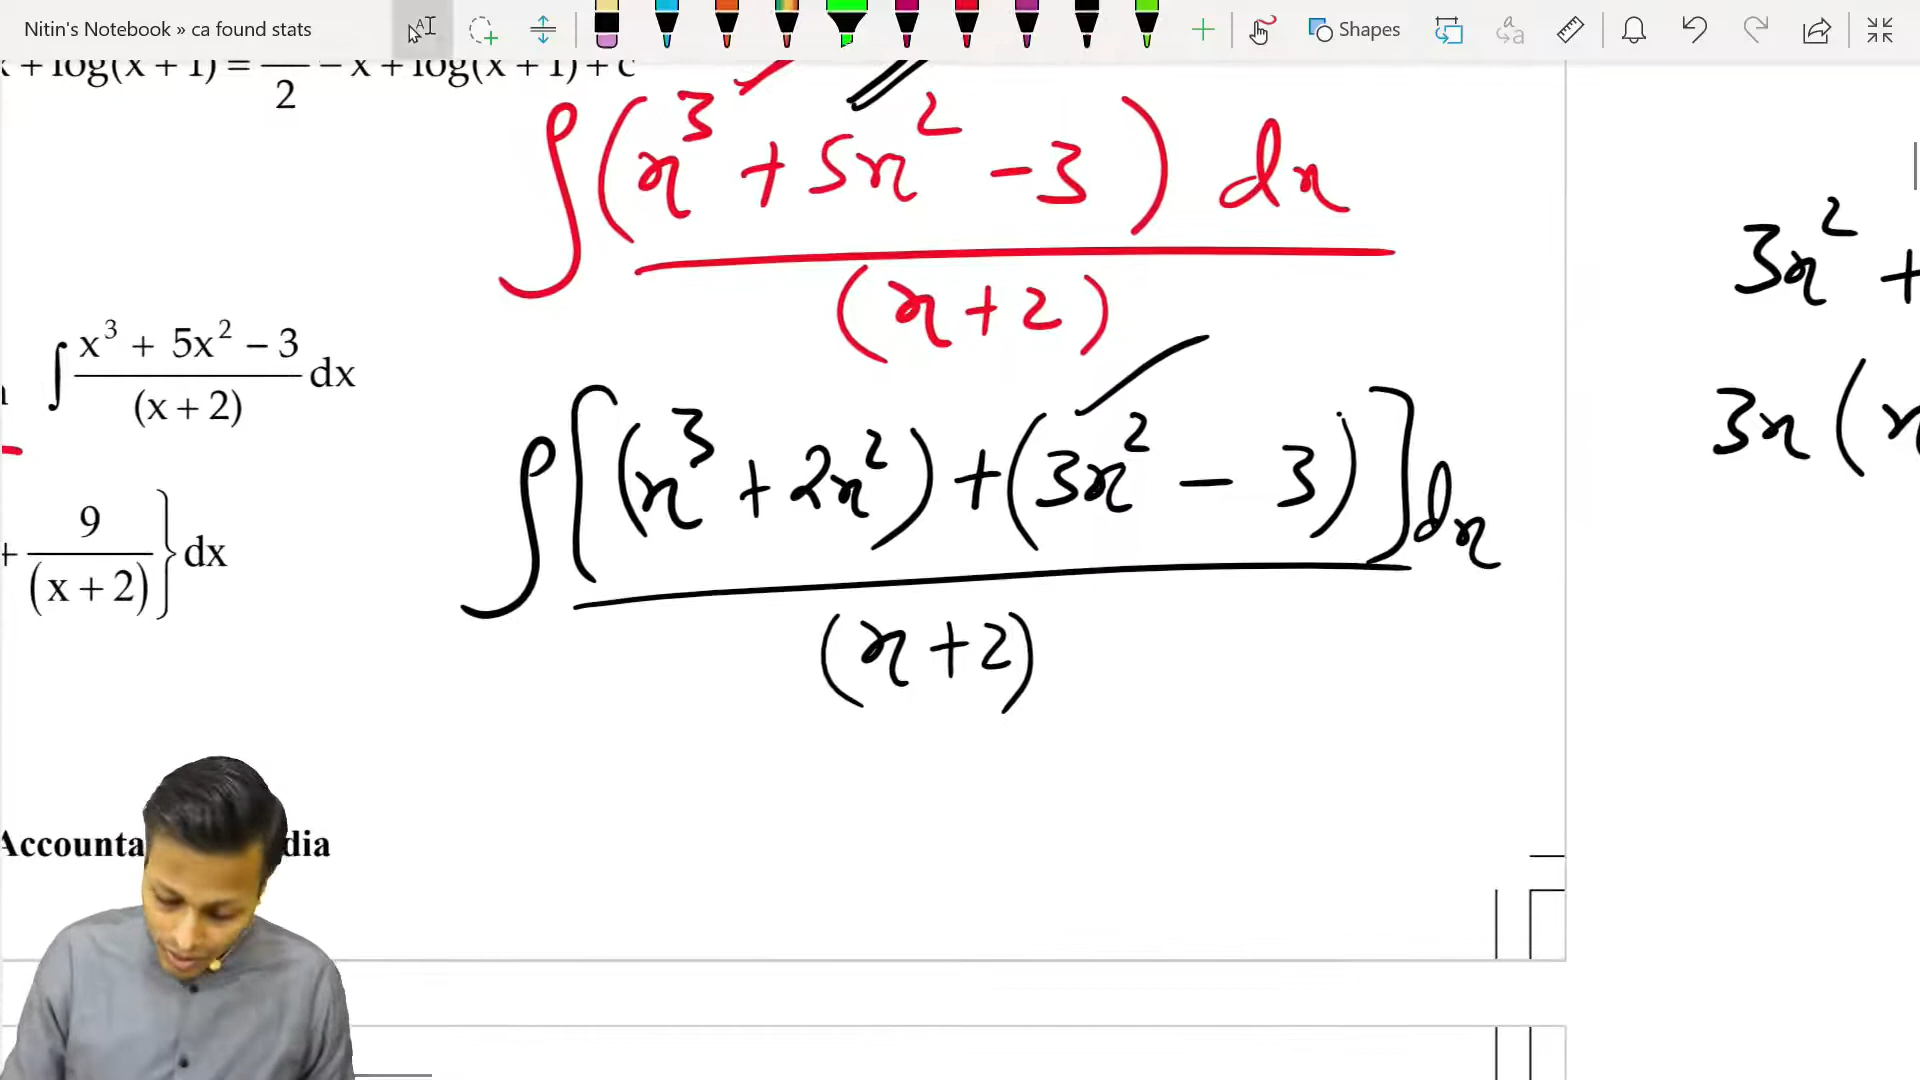 Nitin's Notebook » ca found stats
Shapes
+ log(x + 1) = /2 − x + log(x + 1) + c
∫ (x³ + 5x² − 3) dx
(x + 2)
3x² +
∫ x³ + 5x² − 3 dx
(x + 2)
3x (x
∫ [(x³ + 2x²) + (3x² − 3)] dx
(x + 2)
+ 9 } dx
(x + 2)
Accounta dia